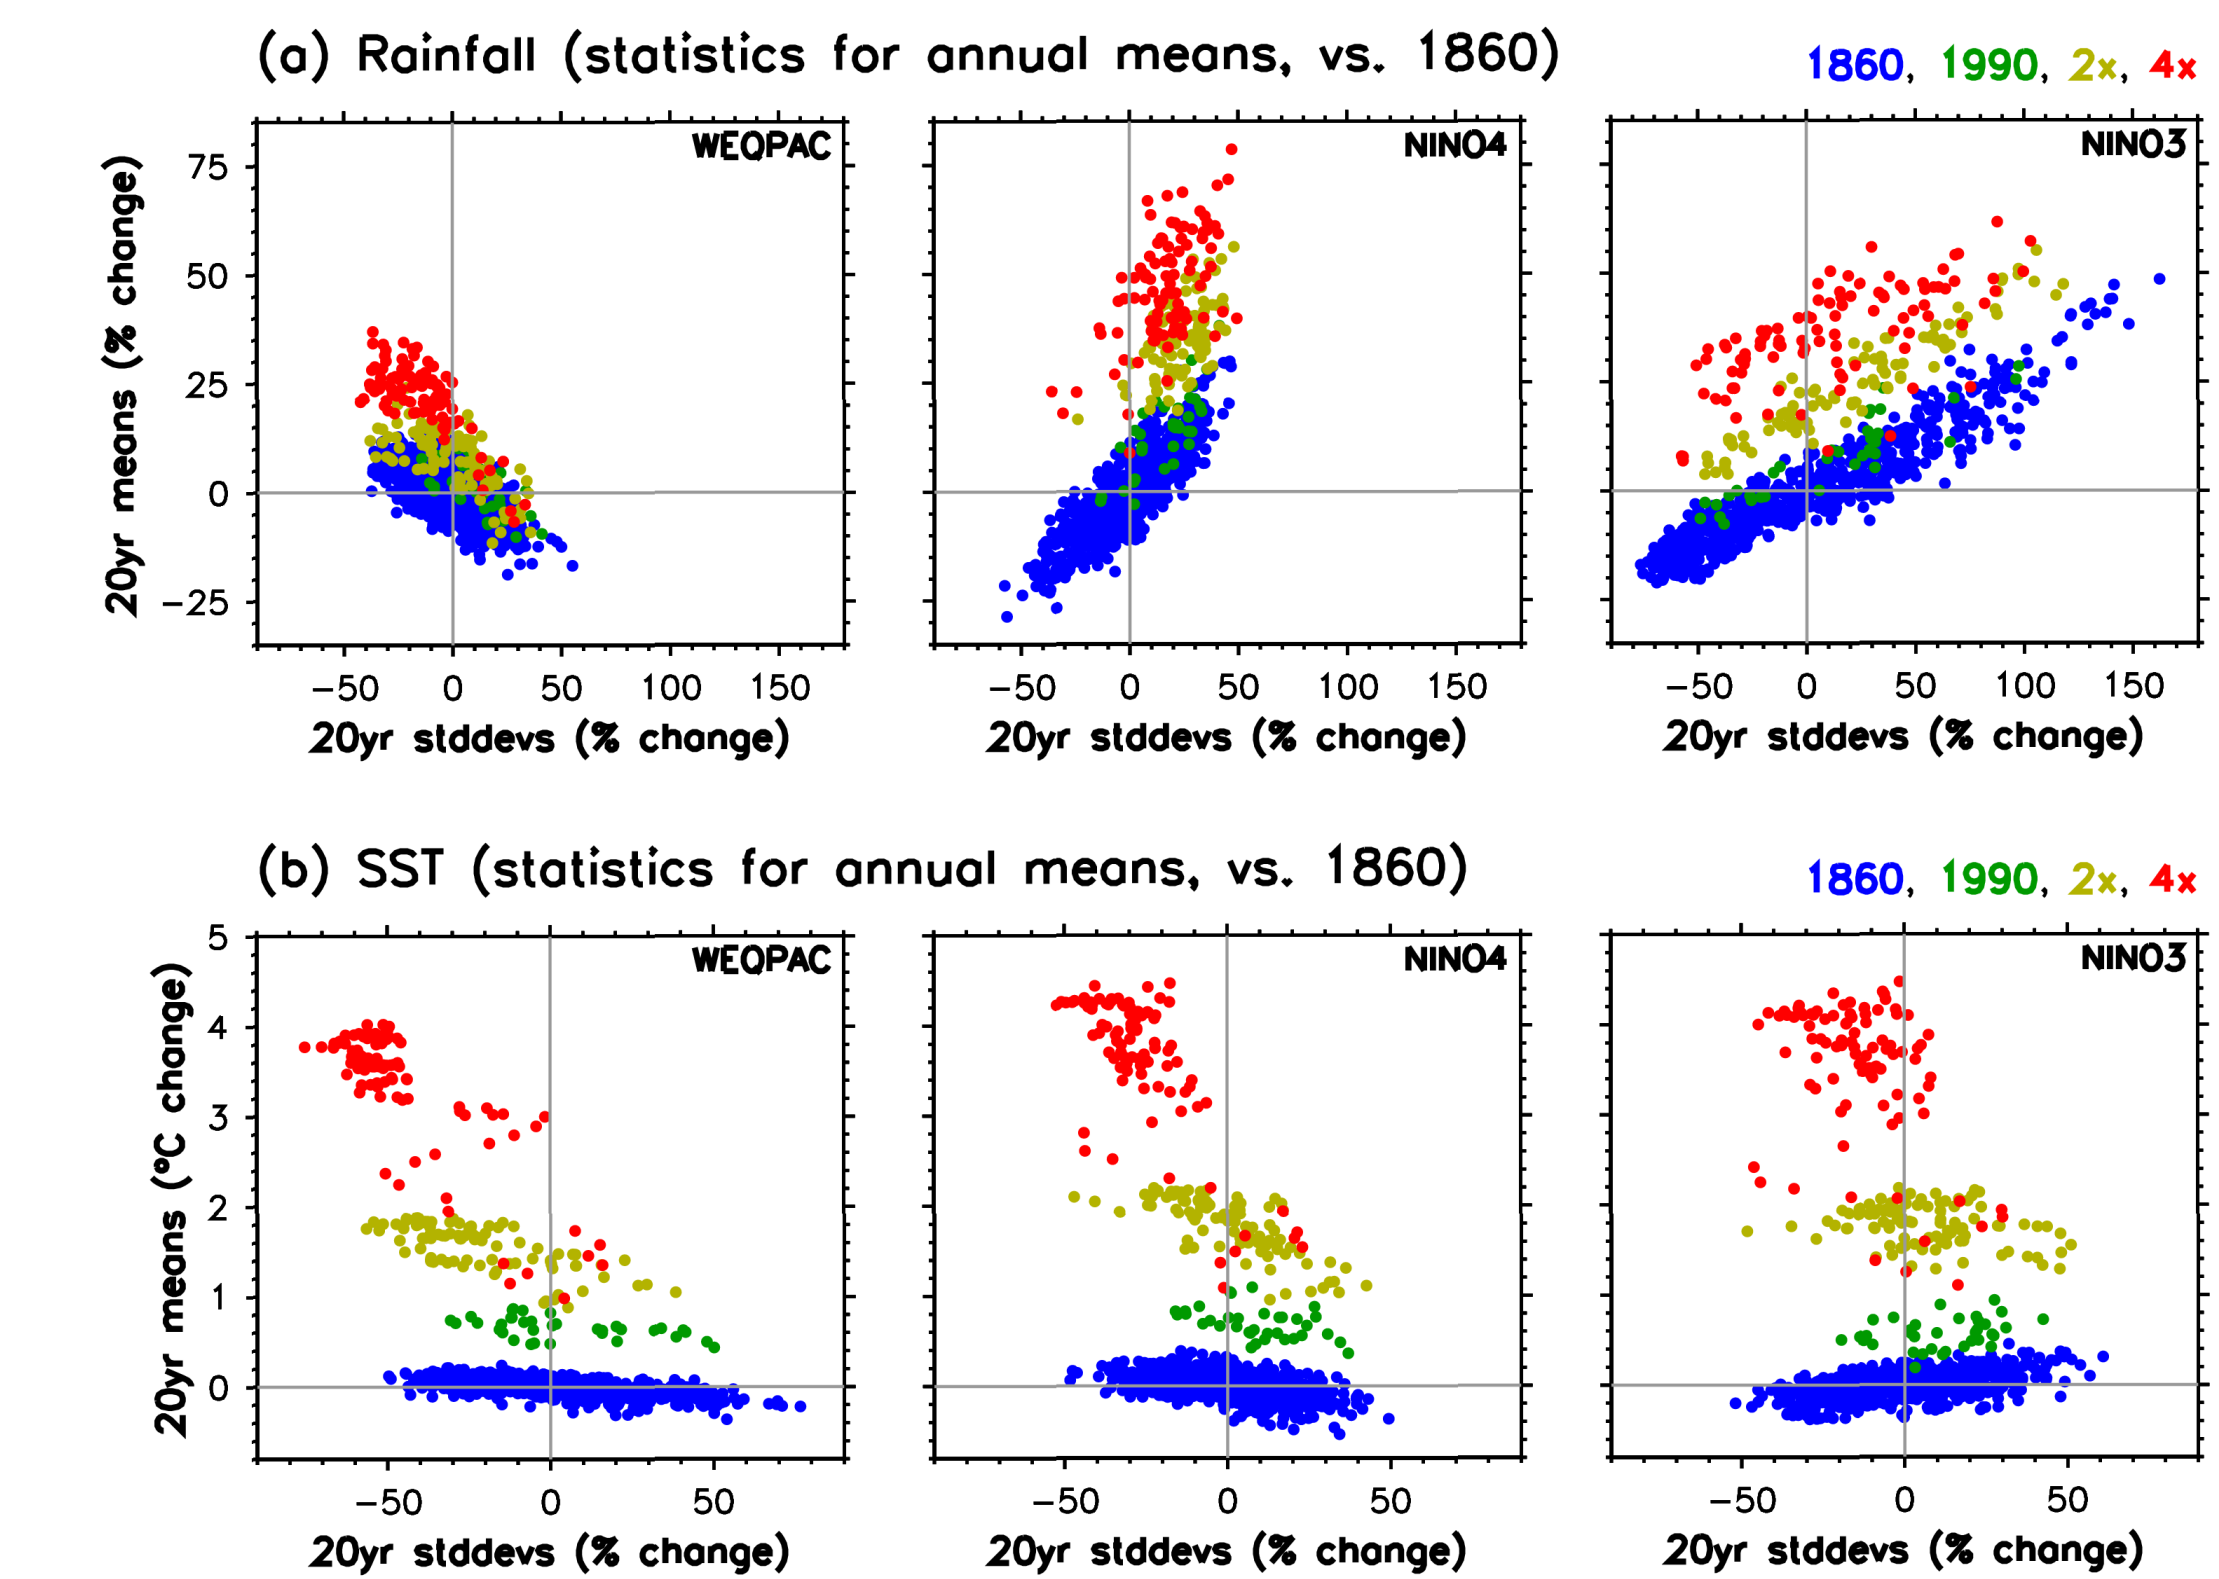 (a) Rainfall (statistics for annual means, vs. 1860)
1860, 1990, 2x, 4x
WEQPAC
NINO4
NINO3
20yr means (% change)
75
50
25
0
−25
−50 0 50 100 150
−50 0 50 100 150
−50 0 50 100 150
20yr stddevs (% change)
20yr stddevs (% change)
20yr stddevs (% change)
(b) SST (statistics for annual means, vs. 1860)
1860, 1990, 2x, 4x
WEQPAC
NINO4
NINO3
20yr means (°C change)
5
4
3
2
1
0
−50 0 50
−50 0 50
−50 0 50
20yr stddevs (% change)
20yr stddevs (% change)
20yr stddevs (% change)